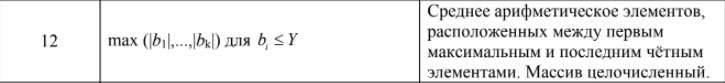 12
max (|b₁|,...,|bₖ|) для bᵢ ≤ Y
Среднее арифметическое элементов,
расположенных между первым
максимальным и последним чётным
элементами. Массив целочисленный.